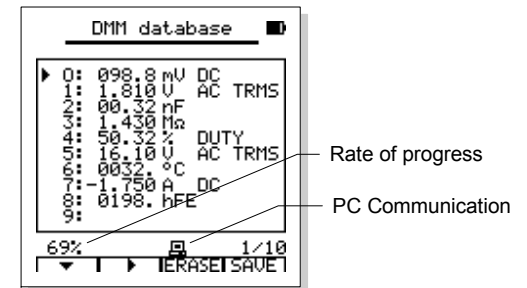 DMM database
0: 098.8 mV DC
1: 1.810 V AC TRMS
2: 00.32 nF
3: 1.430 MΩ
4: 50.32 % DUTY
5: 16.10 V AC TRMS
6: 0032. °C
7:-1.750 A DC
8: 0198. hFE
9:
Rate of progress
PC Communication
69% 1/10
ERASE SAVE